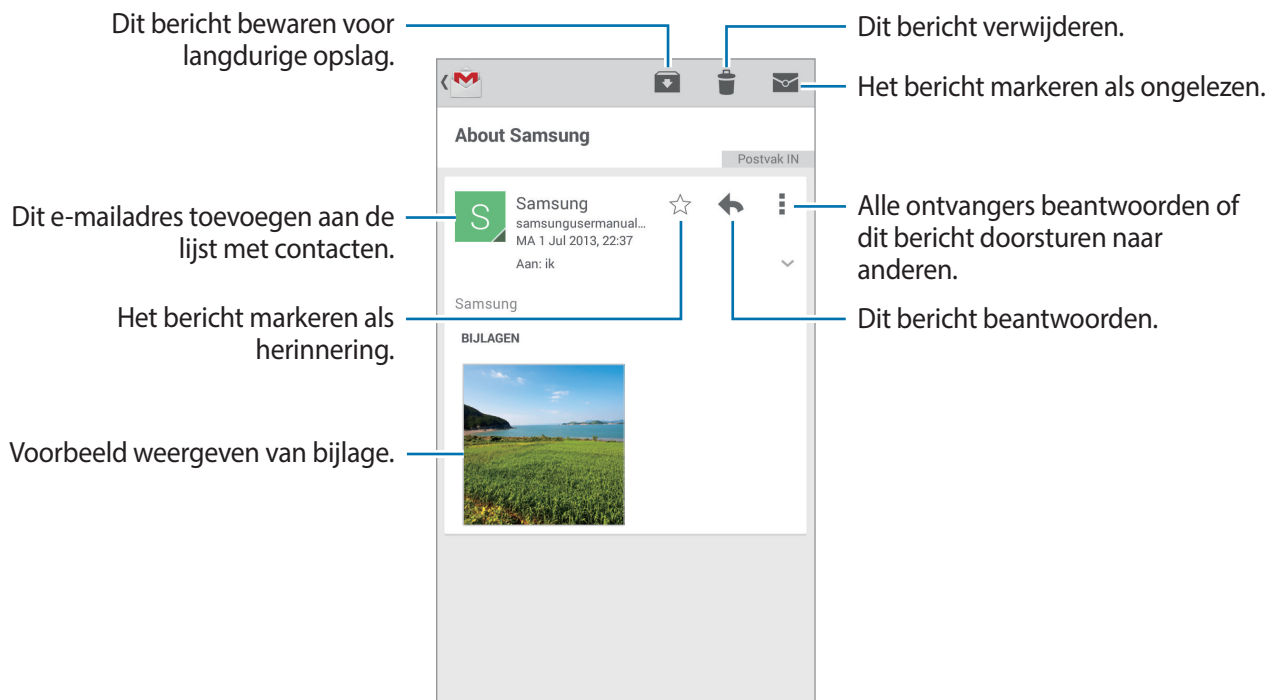 Dit bericht bewaren voor
langdurige opslag.
Dit bericht verwijderen.
Het bericht markeren als ongelezen.
About Samsung
Postvak IN
S
Samsung
samsungusermanual...
MA 1 Jul 2013, 22:37
Aan: ik
Dit e-mailadres toevoegen aan de
lijst met contacten.
Alle ontvangers beantwoorden of
dit bericht doorsturen naar
anderen.
Samsung
Het bericht markeren als
herinnering.
Dit bericht beantwoorden.
BIJLAGEN
Voorbeeld weergeven van bijlage.